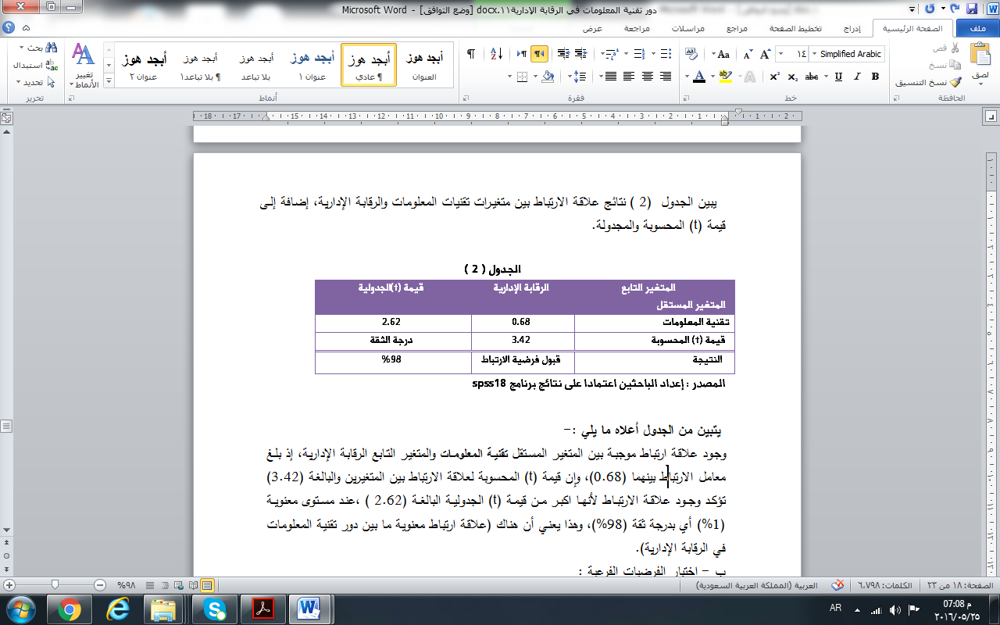 دور تقنية المعلومات في الرقابة الإدارية١١.docx [وضع التوافق] - Microsoft Word
ملف الصفحة الرئيسية إدراج تخطيط الصفحة مراجع مراسلات مراجعة عرض
لصق
قص
نسخ
نسخ التنسيق
الحافظة
Simplified Arabic ١٤
خط
فقرة
أبجد هوز العنوان
أبجد هوز ¶ عادي
أبجد هوز عنوان ١
أبجد هوز بلا تباعد
أبجد هوز ¶ بلا تباعد١
أبجد هوز عنوان ٢
تغيير الأنماط
أنماط
بحث
استبدال
تحديد
تحرير
يبين الجدول ( 2) نتائج علاقة الارتباط بين متغيرات تقنيات المعلومات والرقابة الإدارية، إضافة إلى
قيمة (t) المحسوبة والمجدولة.
الجدول ( 2 )
المتغير التابع الرقابة الإدارية قيمة (t)الجدولية
المتغير المستقل
تقنية المعلومات 0.68 2.62
قيمة (t) المحسوبة 3.42 درجة الثقة
النتيجة قبول فرضية الارتباط 98%
المصدر : إعداد الباحثين اعتمادا على نتائج برنامج spss18
يتبين من الجدول أعلاه ما يلي :-
وجود علاقة ارتباط موجبة بين المتغير المستقل تقنية المعلومات والمتغير التابع الرقابة الإدارية، إذ بلغ
معامل الارتباط بينهما (0.68)، وإن قيمة (t) المحسوبة لعلاقة الارتباط بين المتغيرين والبالغة (3.42)
تؤكد وجود علاقة الارتباط لأنها اكبر من قيمة (t) الجدولية البالغة (2.62 ) ،عند مستوى معنوية
(1%) أي بدرجة ثقة (98%)، وهذا يعني أن هناك (علاقة ارتباط معنوية ما بين دور تقنية المعلومات
في الرقابة الإدارية).
ب - اختبار الفرضيات الفرعية :
الصفحة: ١٨ من ٢٣ الكلمات: ٦،٧٩٨ العربية (المملكة العربية السعودية) ٩٨%
AR
07:08 م
٢٠١٦/٠٥/٢٥